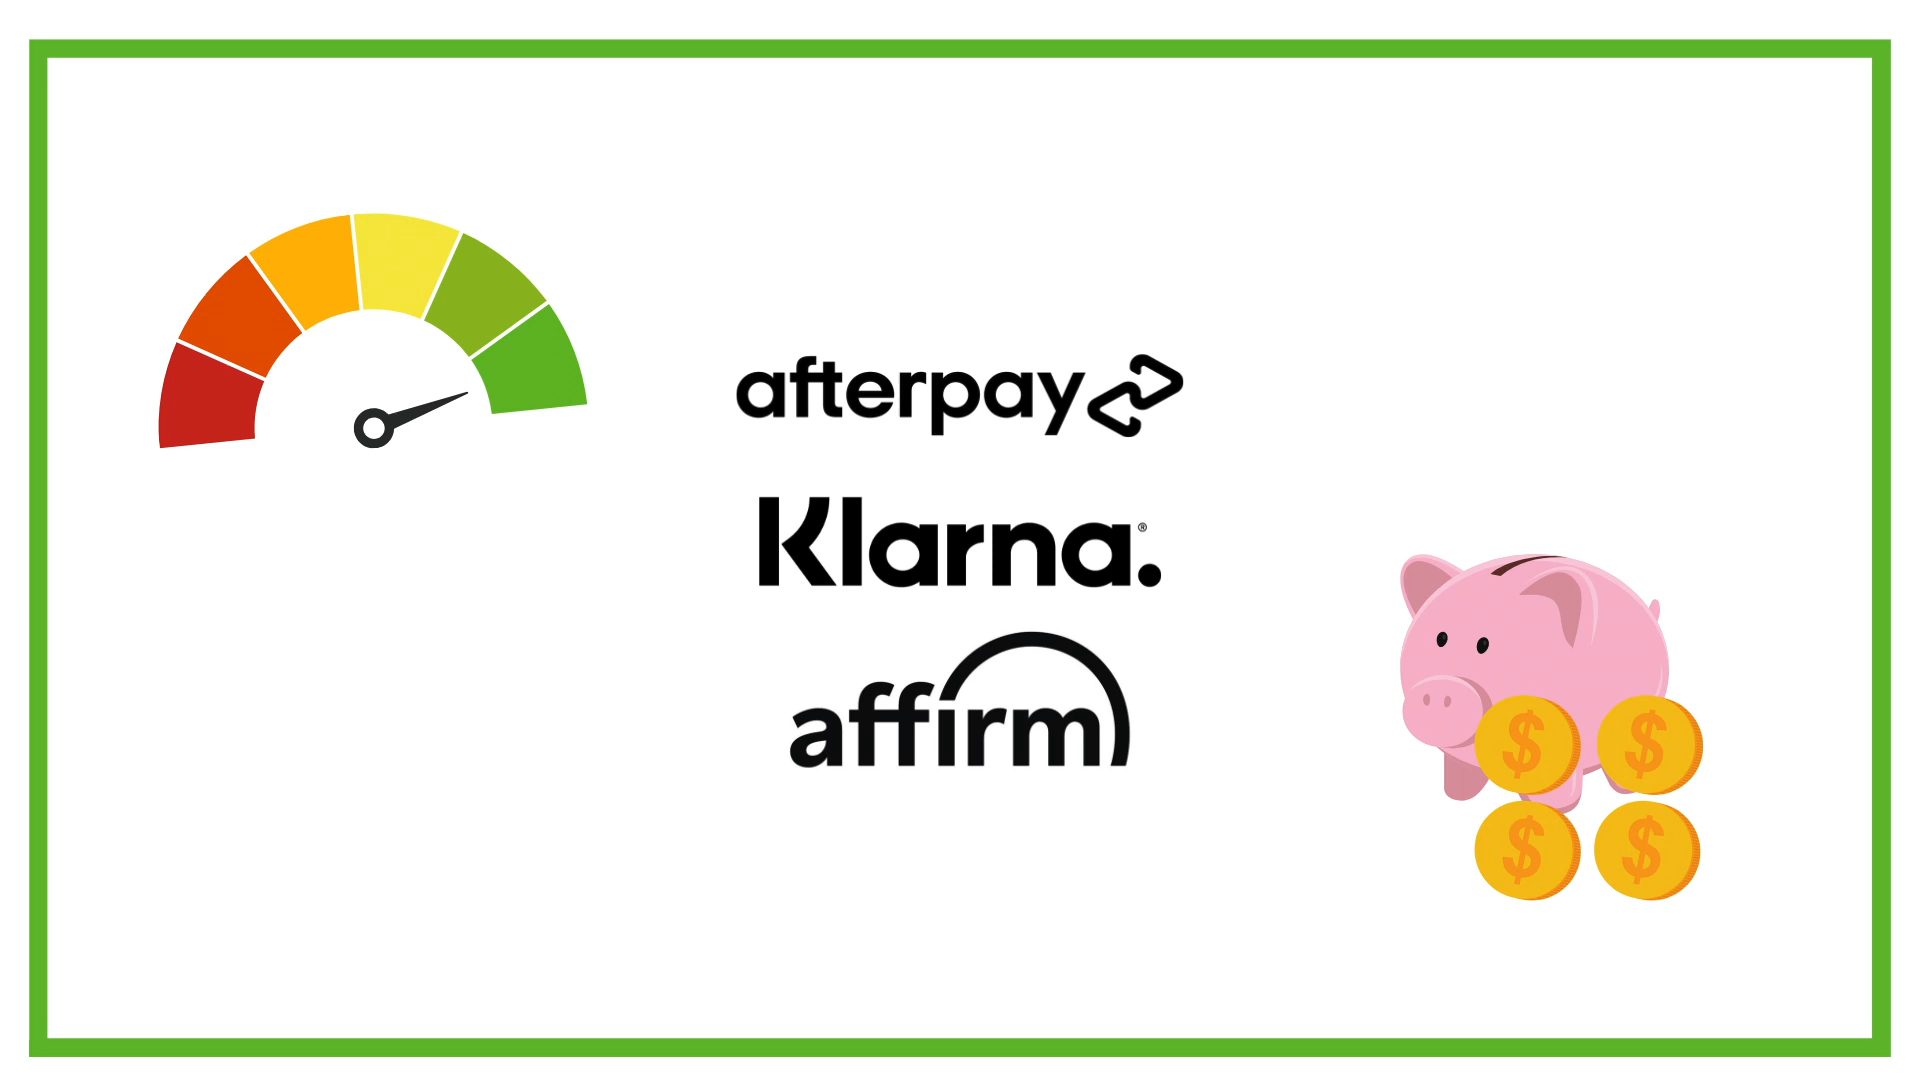 afterpay
Klarna.®
affirm
$ $
$ $